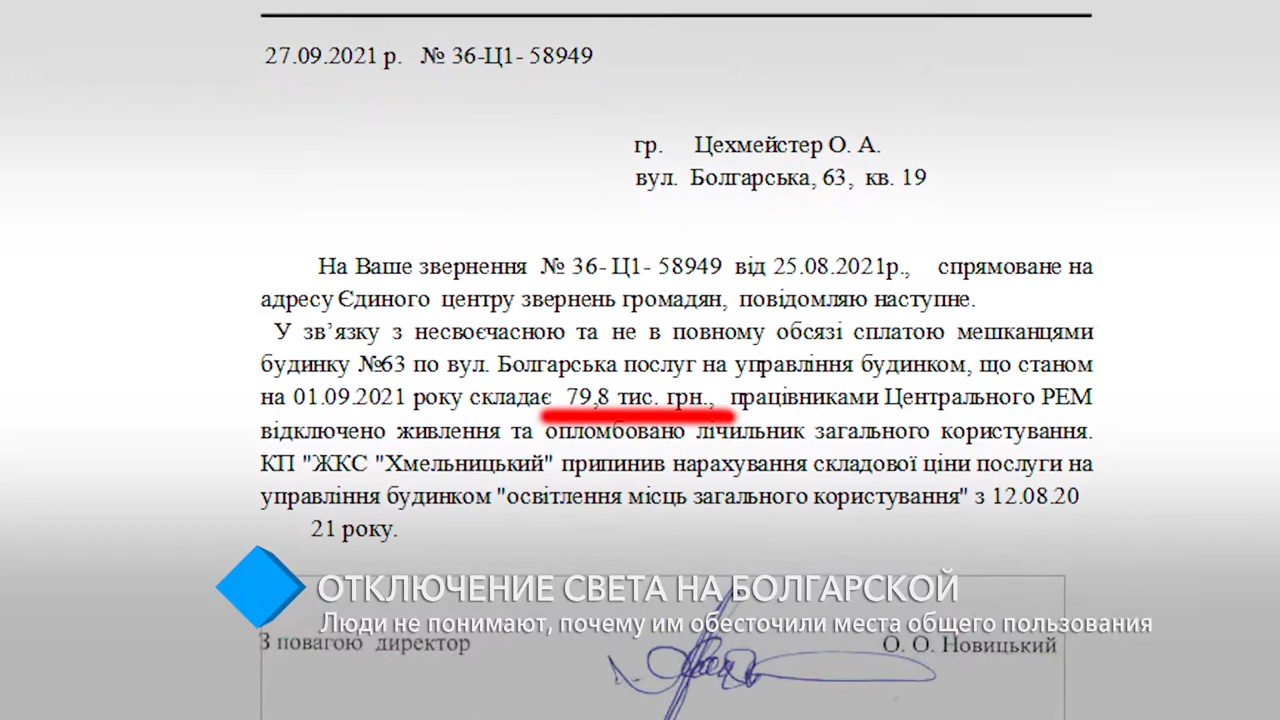 27.09.2021 р. № 36-Ц1- 58949
гр. Цехмейстер О. А.
вул. Болгарська, 63, кв. 19
На Ваше звернення № 36- Ц1- 58949 від 25.08.2021р., спрямоване на
адресу Єдиного центру звернень громадян, повідомляю наступне.
У зв’язку з несвоєчасною та не в повному обсязі сплатою мешканцями
будинку №63 по вул. Болгарська послуг на управління будинком, що станом
на 01.09.2021 року складає 79,8 тис. грн., працівниками Центрального РЕМ
відключено живлення та опломбовано лічильник загального користування.
КП "ЖКС "Хмельницький" припинив нарахування складової ціни послуги на
управління будинком "освітлення місць загального користування" з 12.08.20
21 року.
ОТКЛЮЧЕНИЕ СВЕТА НА БОЛГАРСКОЙ
Люди не понимают, почему им обесточили места общего пользования
З повагою директор О. О. Новицький